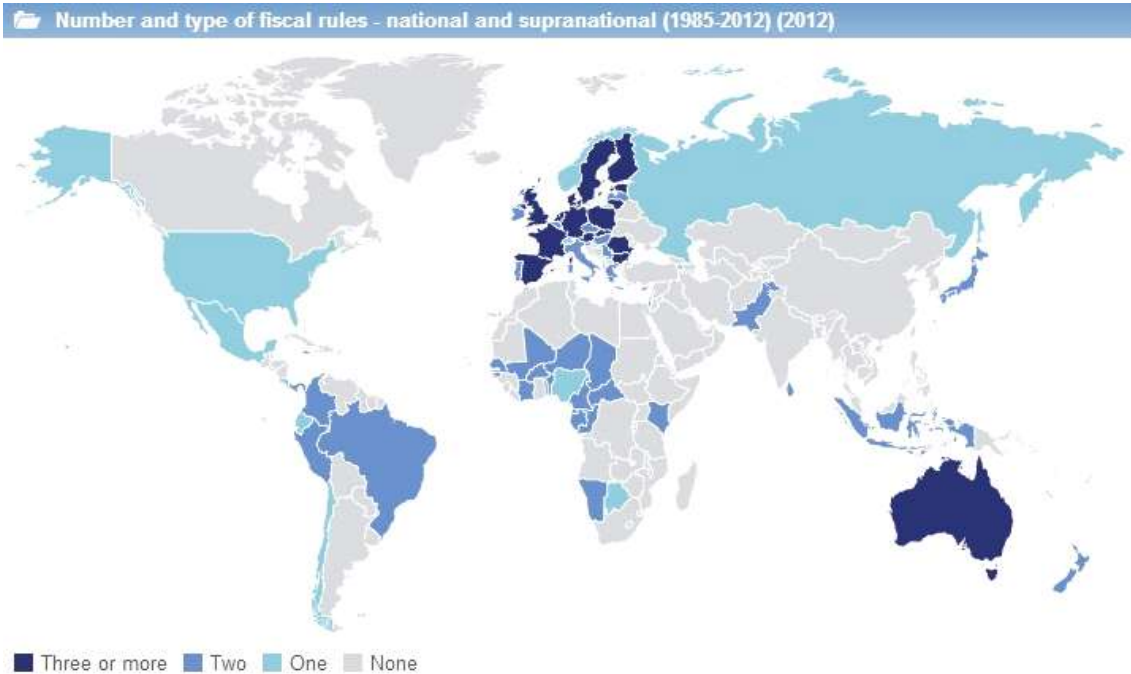 Number and type of fiscal rules - national and supranational (1985-2012) (2012)
Three or more Two One None